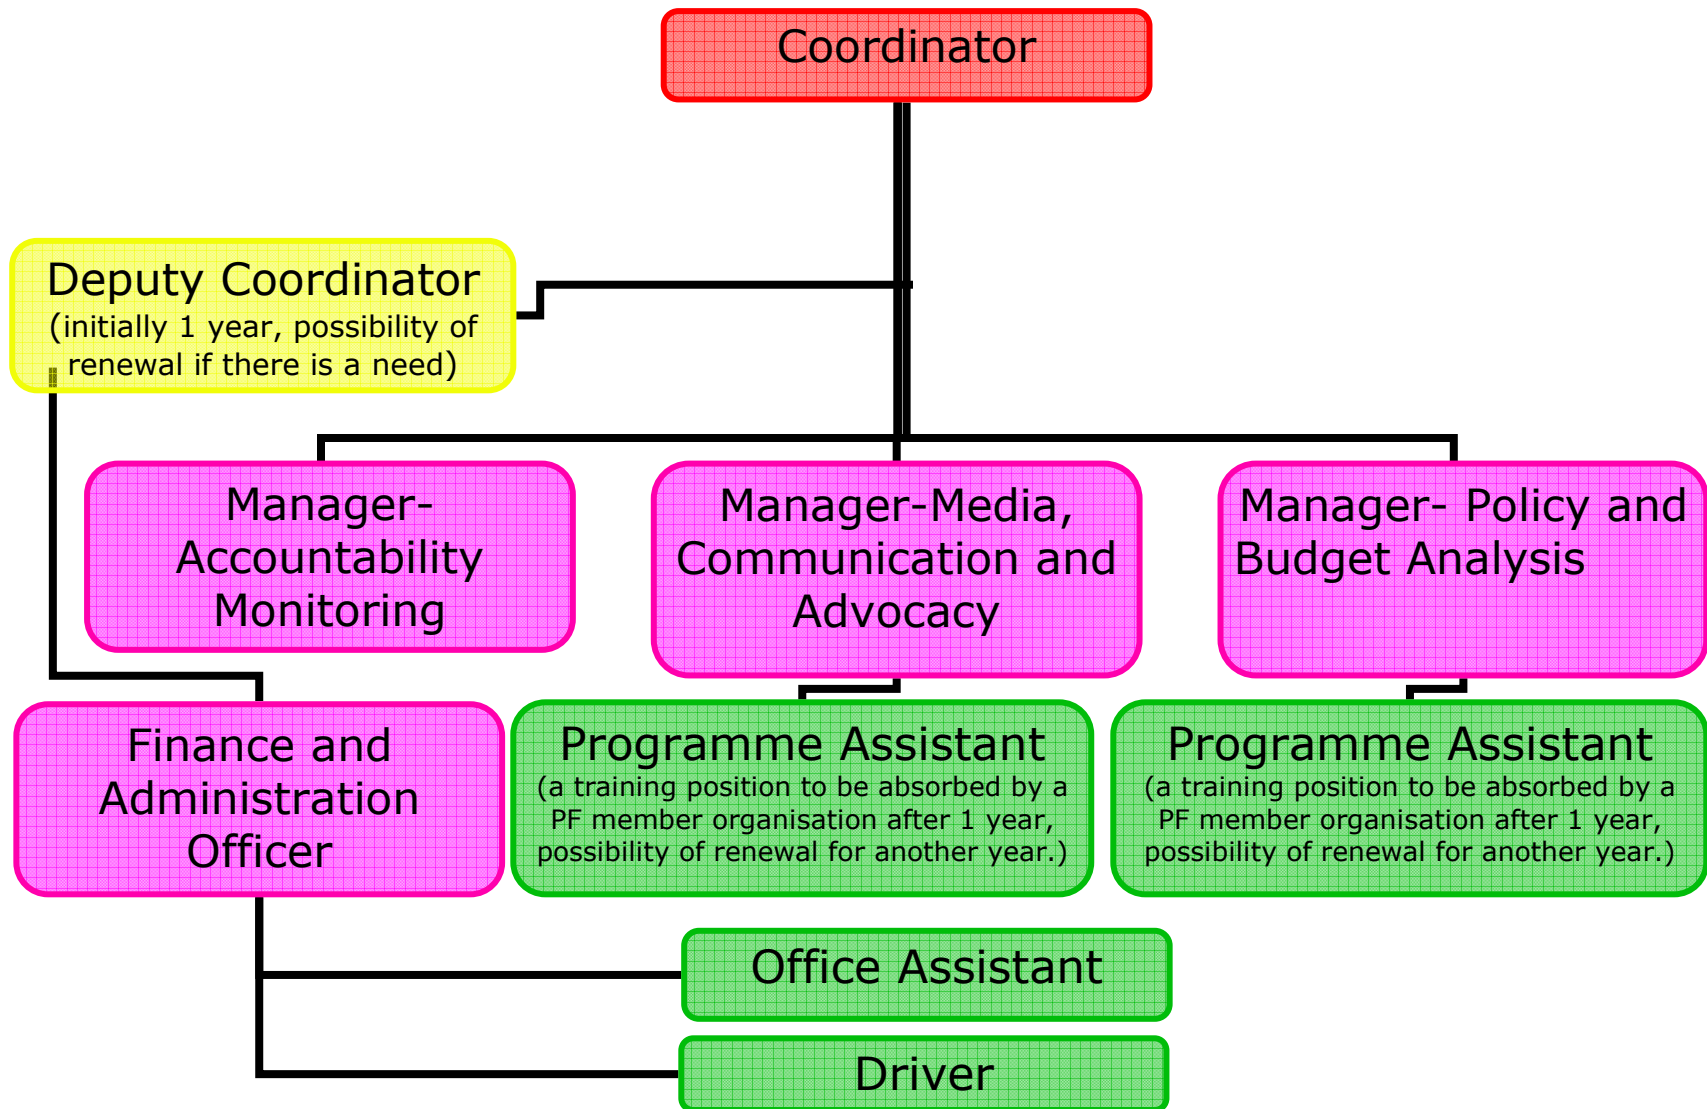 Coordinator
Deputy Coordinator
(initially 1 year, possibility of
renewal if there is a need)
Manager-
Accountability
Monitoring
Manager-Media,
Communication and
Advocacy
Manager- Policy and
Budget Analysis
Finance and
Administration
Officer
Programme Assistant
(a training position to be absorbed by a
PF member organisation after 1 year,
possibility of renewal for another year.)
Programme Assistant
(a training position to be absorbed by a
PF member organisation after 1 year,
possibility of renewal for another year.)
Office Assistant
Driver